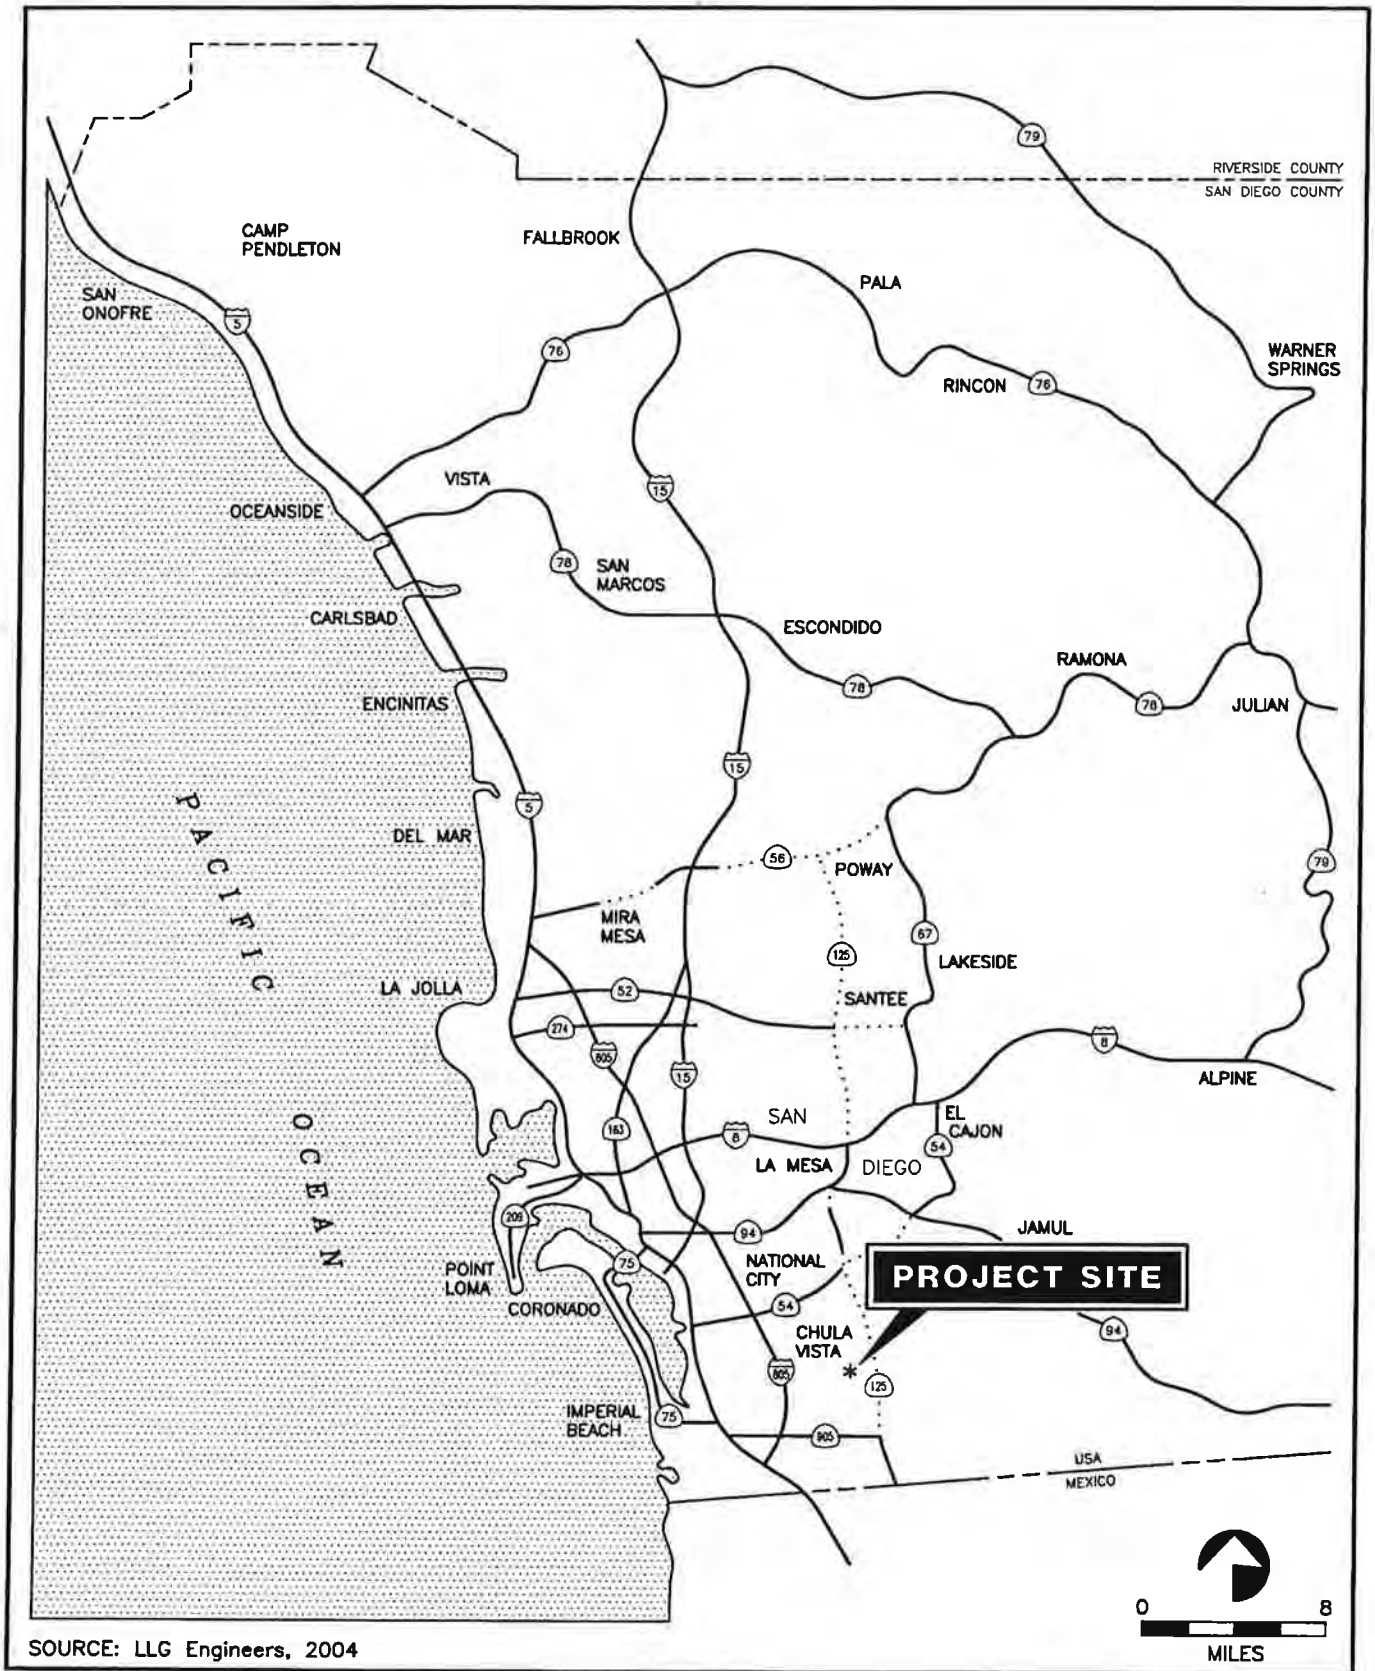 79
RIVERSIDE COUNTY
SAN DIEGO COUNTY
CAMP
PENDLETON
FALLBROOK
PALA
SAN
ONOFRE
5
76
WARNER
SPRINGS
RINCON
76
VISTA
15
OCEANSIDE
78
SAN
MARCOS
CARLSBAD
ESCONDIDO
RAMONA
78
78
JULIAN
ENCINITAS
15
5
PACIFIC
DEL MAR
56
POWAY
79
MIRA
MESA
67
125
LAKESIDE
LA JOLLA
52
SANTEE
274
805
8
15
ALPINE
OCEAN
SAN
EL
CAJON
163
8
54
LA MESA
DIEGO
209
94
JAMUL
75
NATIONAL
CITY
POINT
LOMA
PROJECT SITE
CORONADO
54
CHULA
VISTA
94
*
805
125
IMPERIAL
BEACH
75
905
USA
MEXICO
0 8
MILES
SOURCE: LLG Engineers, 2004